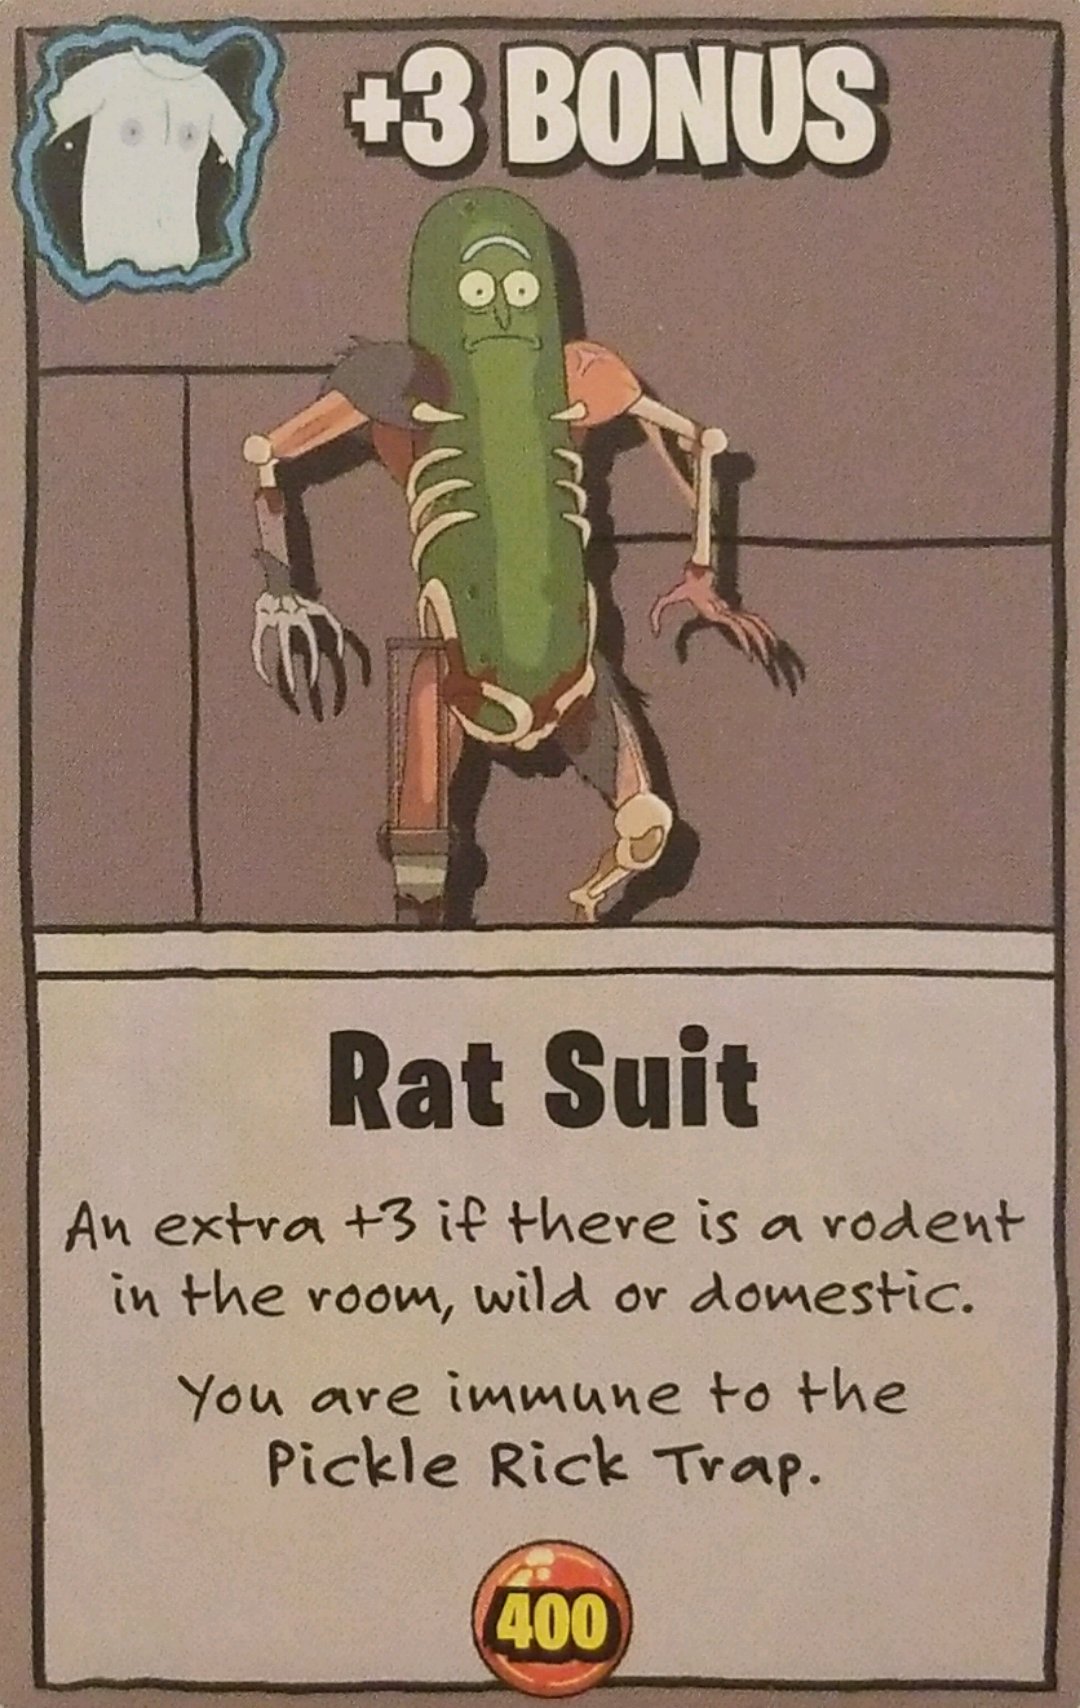 +3 BONUS
Rat Suit
An extra +3 if there is a rodent
in the room, wild or domestic.
You are immune to the
Pickle Rick Trap.
400